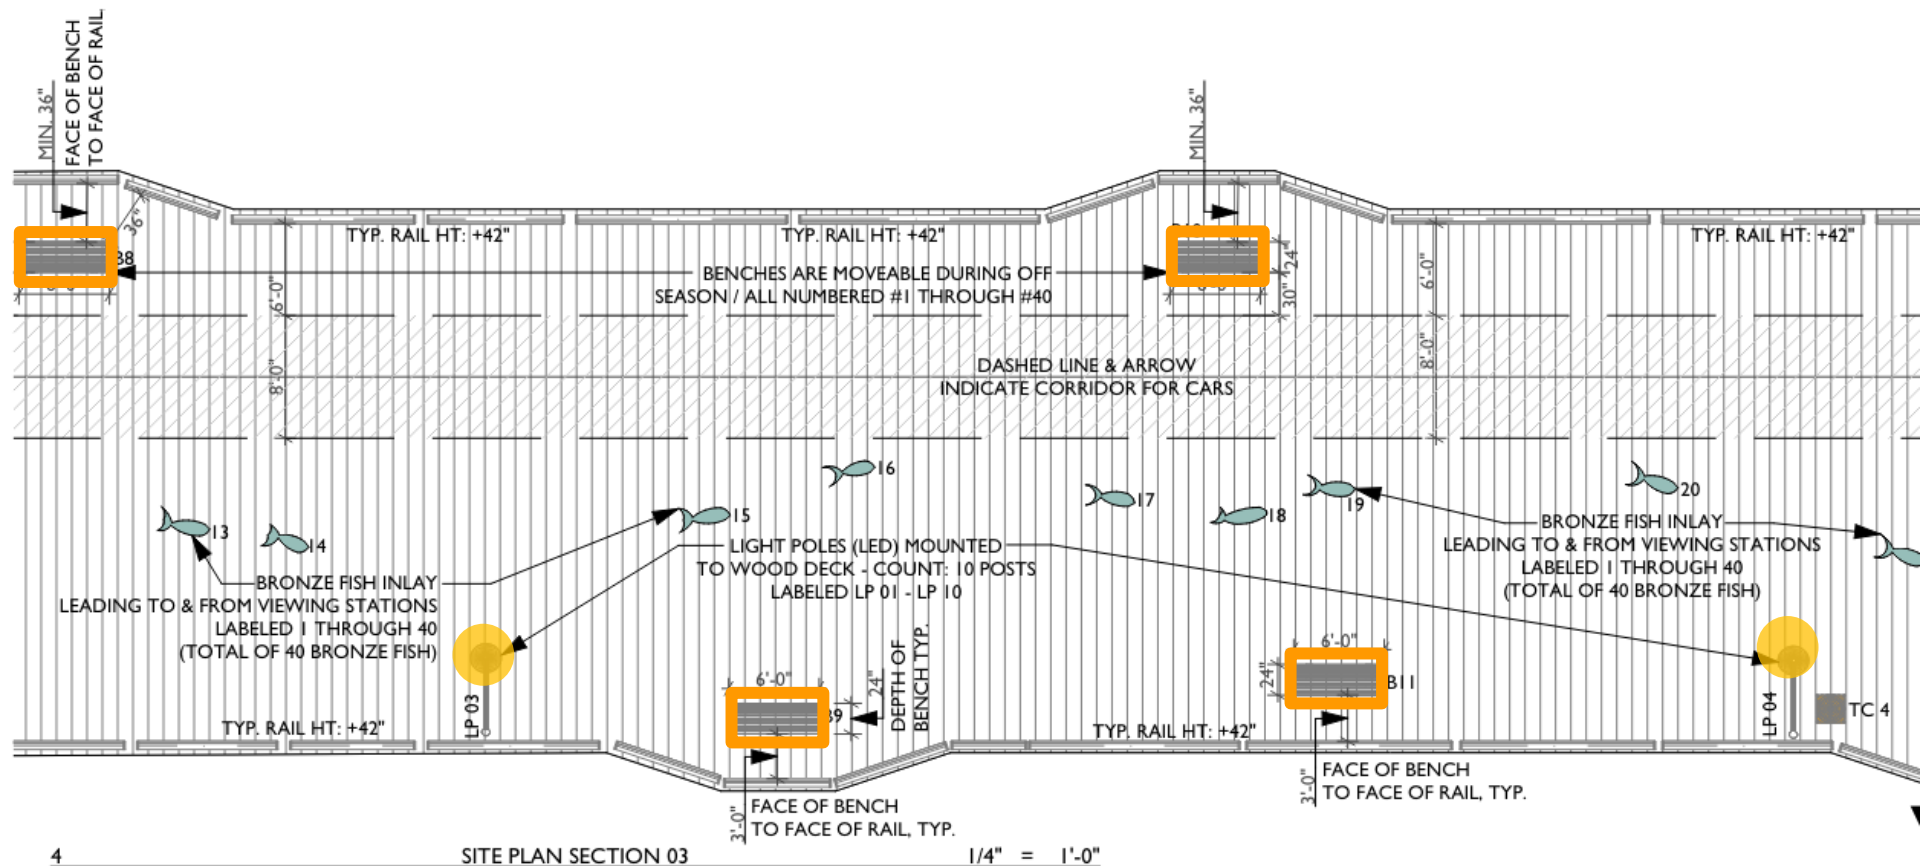 MIN. 36"
FACE OF BENCH
TO FACE OF RAIL
MIN. 36"
36"
TYP. RAIL HT: +42"
TYP. RAIL HT: +42"
TYP. RAIL HT: +42"
BENCHES ARE MOVEABLE DURING OFF
SEASON / ALL NUMBERED #1 THROUGH #40
24"
30"
6'-0"
6'-0"
8'-0"
8'-0"
DASHED LINE & ARROW
INDICATE CORRIDOR FOR CARS
13
14
15
16
17
18
19
20
BRONZE FISH INLAY
LEADING TO & FROM VIEWING STATIONS
LABELED 1 THROUGH 40
(TOTAL OF 40 BRONZE FISH)
LIGHT POLES (LED) MOUNTED
TO WOOD DECK - COUNT: 10 POSTS
LABELED LP 01 - LP 10
BRONZE FISH INLAY
LEADING TO & FROM VIEWING STATIONS
LABELED 1 THROUGH 40
(TOTAL OF 40 BRONZE FISH)
LP 03
TYP. RAIL HT: +42"
6'-0"
24"
DEPTH OF
BENCH TYP.
6'-0"
24"
B11
TYP. RAIL HT: +42"
LP 04
TC 4
3'-0"
FACE OF BENCH
TO FACE OF RAIL, TYP.
3'-0"
FACE OF BENCH
TO FACE OF RAIL, TYP.
4
SITE PLAN SECTION 03
1/4" = 1'-0"